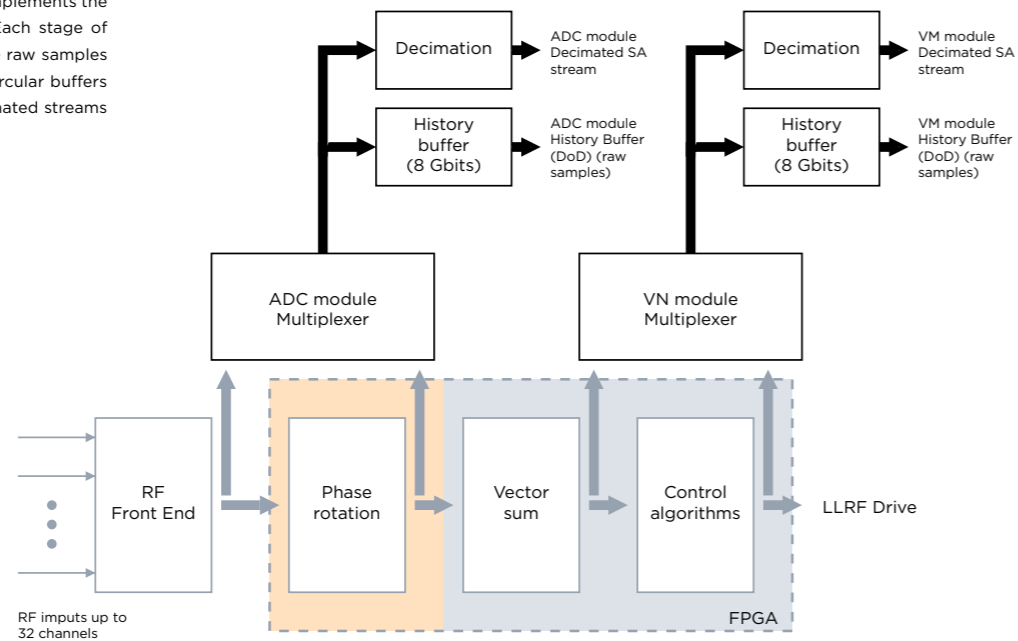 plements the
Each stage of
raw samples
rcular buffers
nated streams
Decimation
ADC module
Decimated SA
stream
History
buffer
(8 Gbits)
ADC module
History Buffer
(DoD) (raw
samples)
Decimation
VM module
Decimated SA
stream
History
buffer
(8 Gbits)
VM module
History Buffer
(DoD) (raw
samples)
ADC module
Multiplexer
VN module
Multiplexer
RF
Front End
Phase
rotation
Vector
sum
Control
algorithms
LLRF Drive
FPGA
RF imputs up to
32 channels